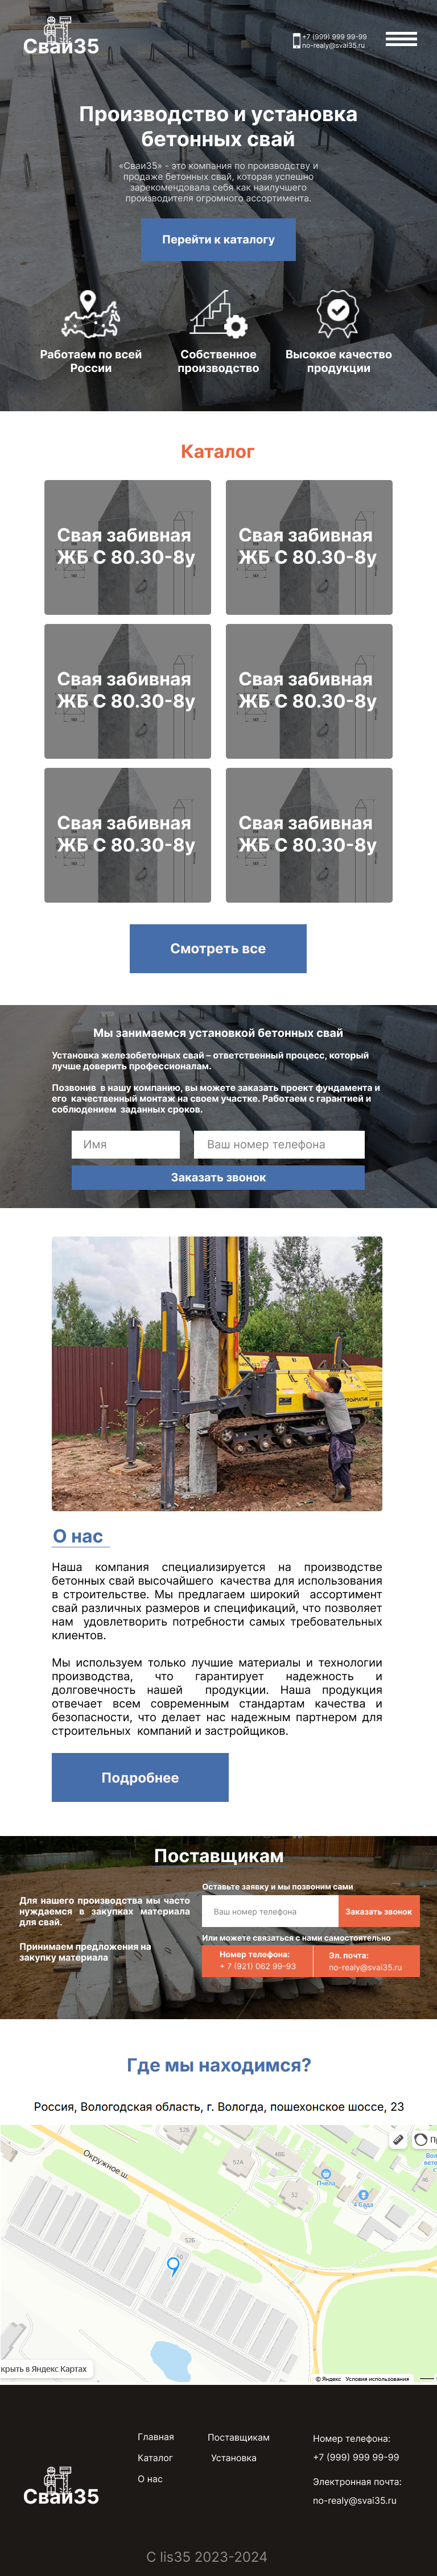 Сваи35
+7 (999) 999 99-99
no-realy@svai35.ru
Производство и установка
бетонных свай
«Сваи35» - это компания по производству и
продаже бетонных свай, которая успешно
зарекомендовала себя как наилучшего
производителя огромного ассортимента.
Перейти к каталогу
Работаем по всей
России
Собственное
производство
Высокое качество
продукции
Каталог
Свая забивная
ЖБ С 80.30-8у
Свая забивная
ЖБ С 80.30-8у
Свая забивная
ЖБ С 80.30-8у
Свая забивная
ЖБ С 80.30-8у
Свая забивная
ЖБ С 80.30-8у
Свая забивная
ЖБ С 80.30-8у
Смотреть все
Мы занимаемся установкой бетонных свай
Установка железобетонных свай – ответственный процесс, который
лучше доверить профессионалам.
Позвонив в нашу компанию, вы можете заказать проект фундамента и
его качественный монтаж на своем участке. Работаем с гарантией и
соблюдением заданных сроков.
Имя
Ваш номер телефона
Заказать звонок
О нас
Наша компания специализируется на производстве
бетонных свай высочайшего качества для использования
в строительстве. Мы предлагаем широкий ассортимент
свай различных размеров и спецификаций, что позволяет
нам удовлетворить потребности самых требовательных
клиентов.
Мы используем только лучшие материалы и технологии
производства, что гарантирует надежность и
долговечность нашей продукции. Наша продукция
отвечает всем современным стандартам качества и
безопасности, что делает нас надежным партнером для
строительных компаний и застройщиков.
Подробнее
Поставщикам
Для нашего производства мы часто
нуждаемся в закупках материала
для свай.
Принимаем предложения на
закупку материала
Оставьте заявку и мы позвоним сами
Ваш номер телефона
Заказать звонок
Или можете связаться с нами самостоятельно
Номер телефона:
+ 7 (921) 062 99-93
Эл. почта:
no-realy@svai35.ru
Где мы находимся?
Россия, Вологодская область, г. Вологда, пошехонское шоссе, 23
Окружное ш.
52Б
52А
48Б
Пчела
52
4 бада
48
52Б
50
крыть в Яндекс Картах
© Яндекс Условия использования
Сваи35
Главная
Каталог
О нас
Поставщикам
Установка
Номер телефона:
+7 (999) 999 99-99
Электронная почта:
no-realy@svai35.ru
C lis35 2023-2024